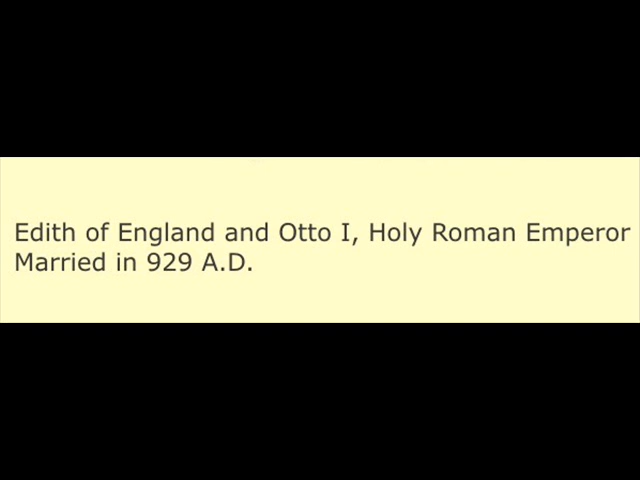 Edith of England and Otto I, Holy Roman Emperor
Married in 929 A.D.